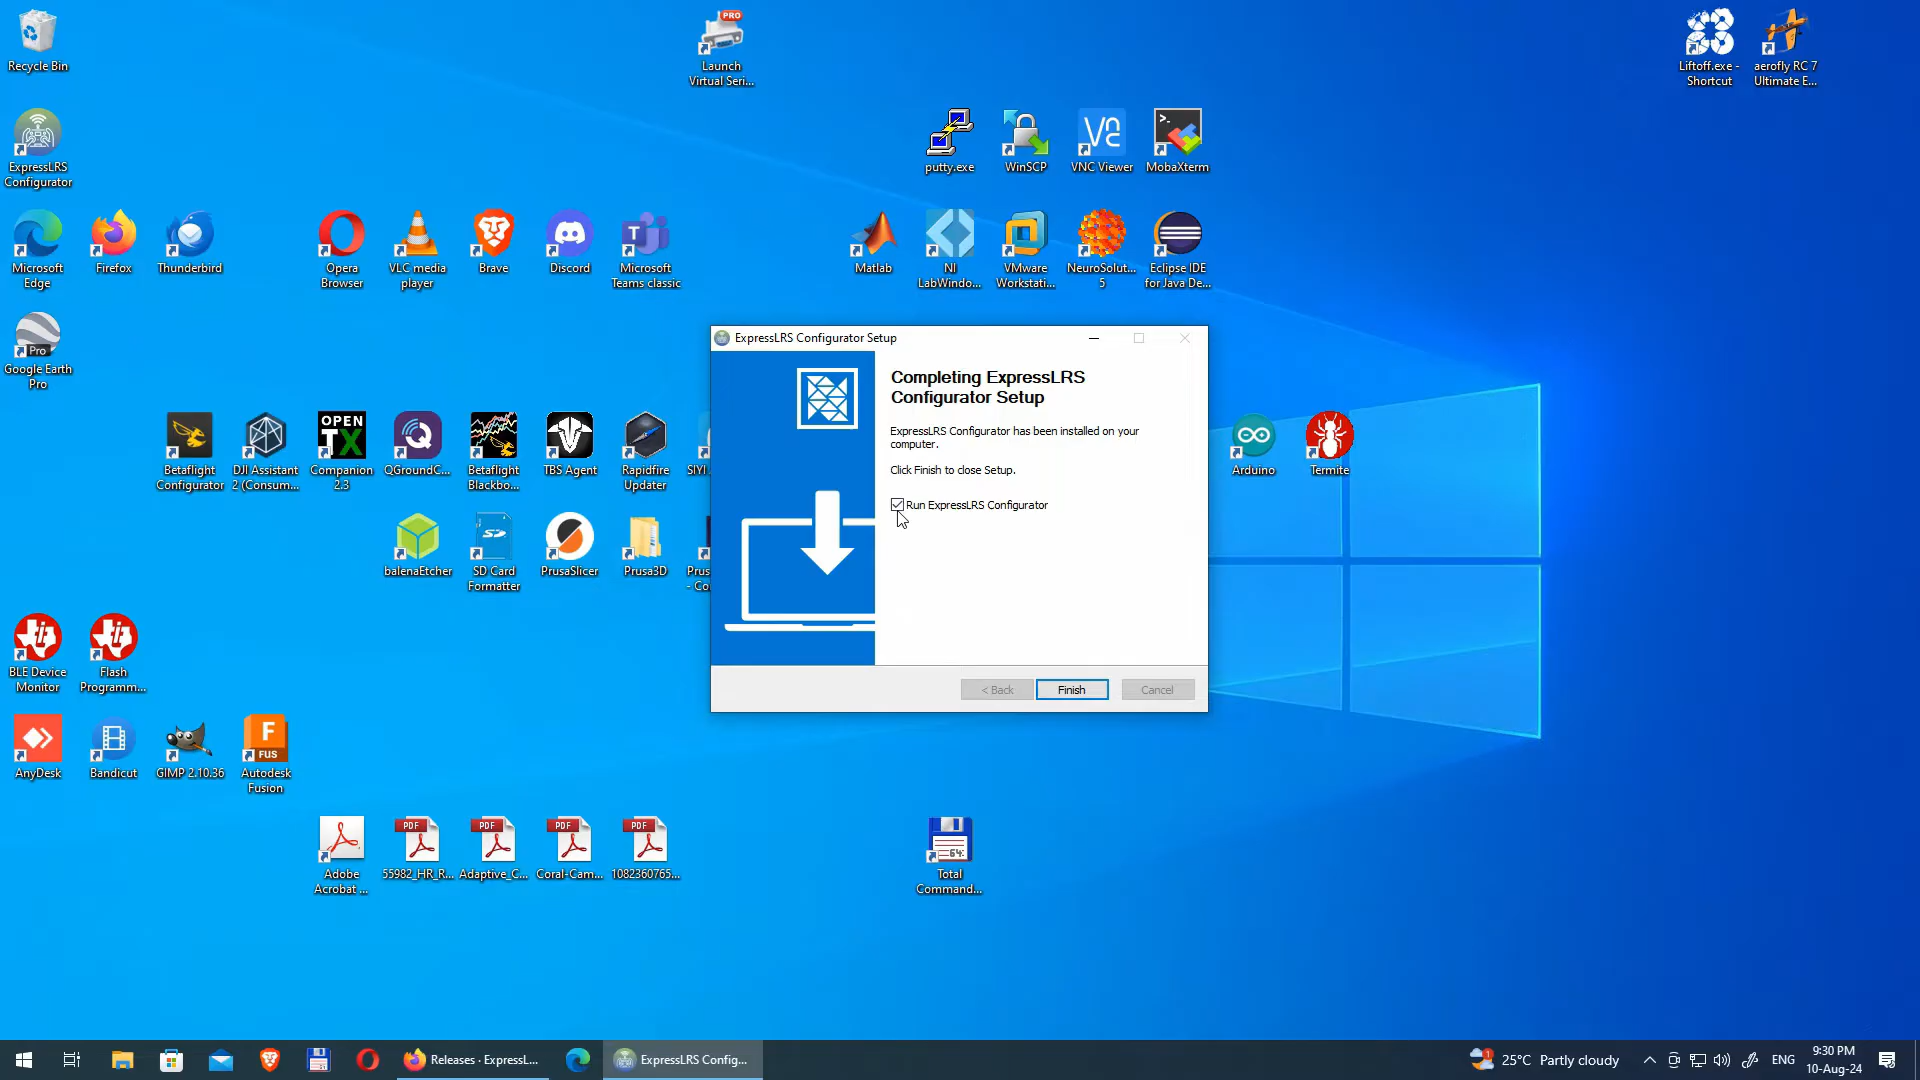 Recycle Bin
PRO
Launch
Virtual Seri...
Liftoff.exe -
Shortcut
aerofly RC 7
Ultimate E...
ExpressLRS
Configurator
putty.exe
WinSCP
VNC Viewer
MobaXterm
Microsoft
Edge
Firefox
Thunderbird
Opera
Browser
VLC media
player
Brave
Discord
Microsoft
Teams classic
Matlab
NI
LabWindo...
VMware
Workstati...
NeuroSolut...
5
Eclipse IDE
for Java De...
Pro
Google Earth
Pro
ExpressLRS Configurator Setup
Completing ExpressLRS
Configurator Setup
ExpressLRS Configurator has been installed on your
computer.
Click Finish to close Setup.
Run ExpressLRS Configurator
< Back
Finish
Cancel
Betaflight
Configurator
DJI Assistant
2 (Consum...
OPEN
TX
Companion
2.3
QGroundC...
Betaflight
Blackbo...
TBS Agent
Rapidfire
Updater
SIYI
Arduino
Termite
balenaEtcher
SD Card
Formatter
PrusaSlicer
Prusa3D
Prus
- Co
BLE Device
Monitor
Flash
Programm...
AnyDesk
Bandicut
GIMP 2.10.36
F
FUS
Autodesk
Fusion
Adobe
Acrobat ...
PDF
55982_HR_R...
PDF
Adaptive_C...
PDF
Coral-Cam...
PDF
1082360765...
64
Total
Command...
Releases · ExpressL...
ExpressLRS Config...
1
25°C Partly cloudy
ENG
9:30 PM
10-Aug-24